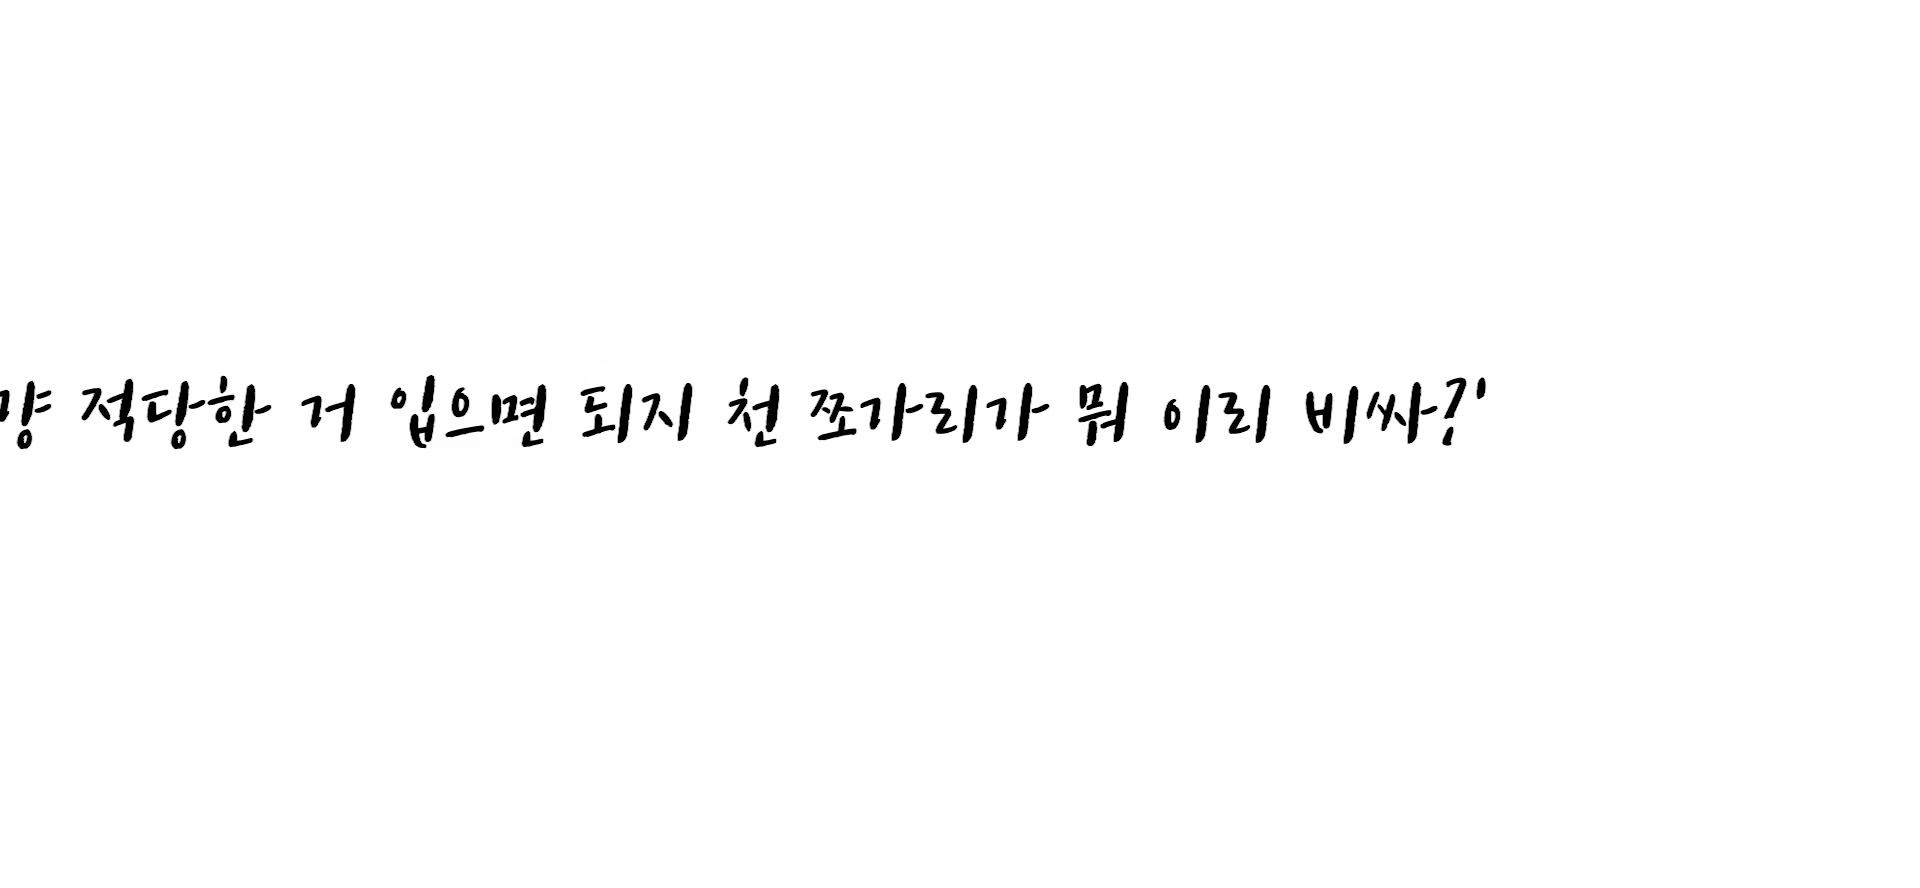 적당한 거 입으면 되지 천 쪼가리가 뭐 이리 비싸?'